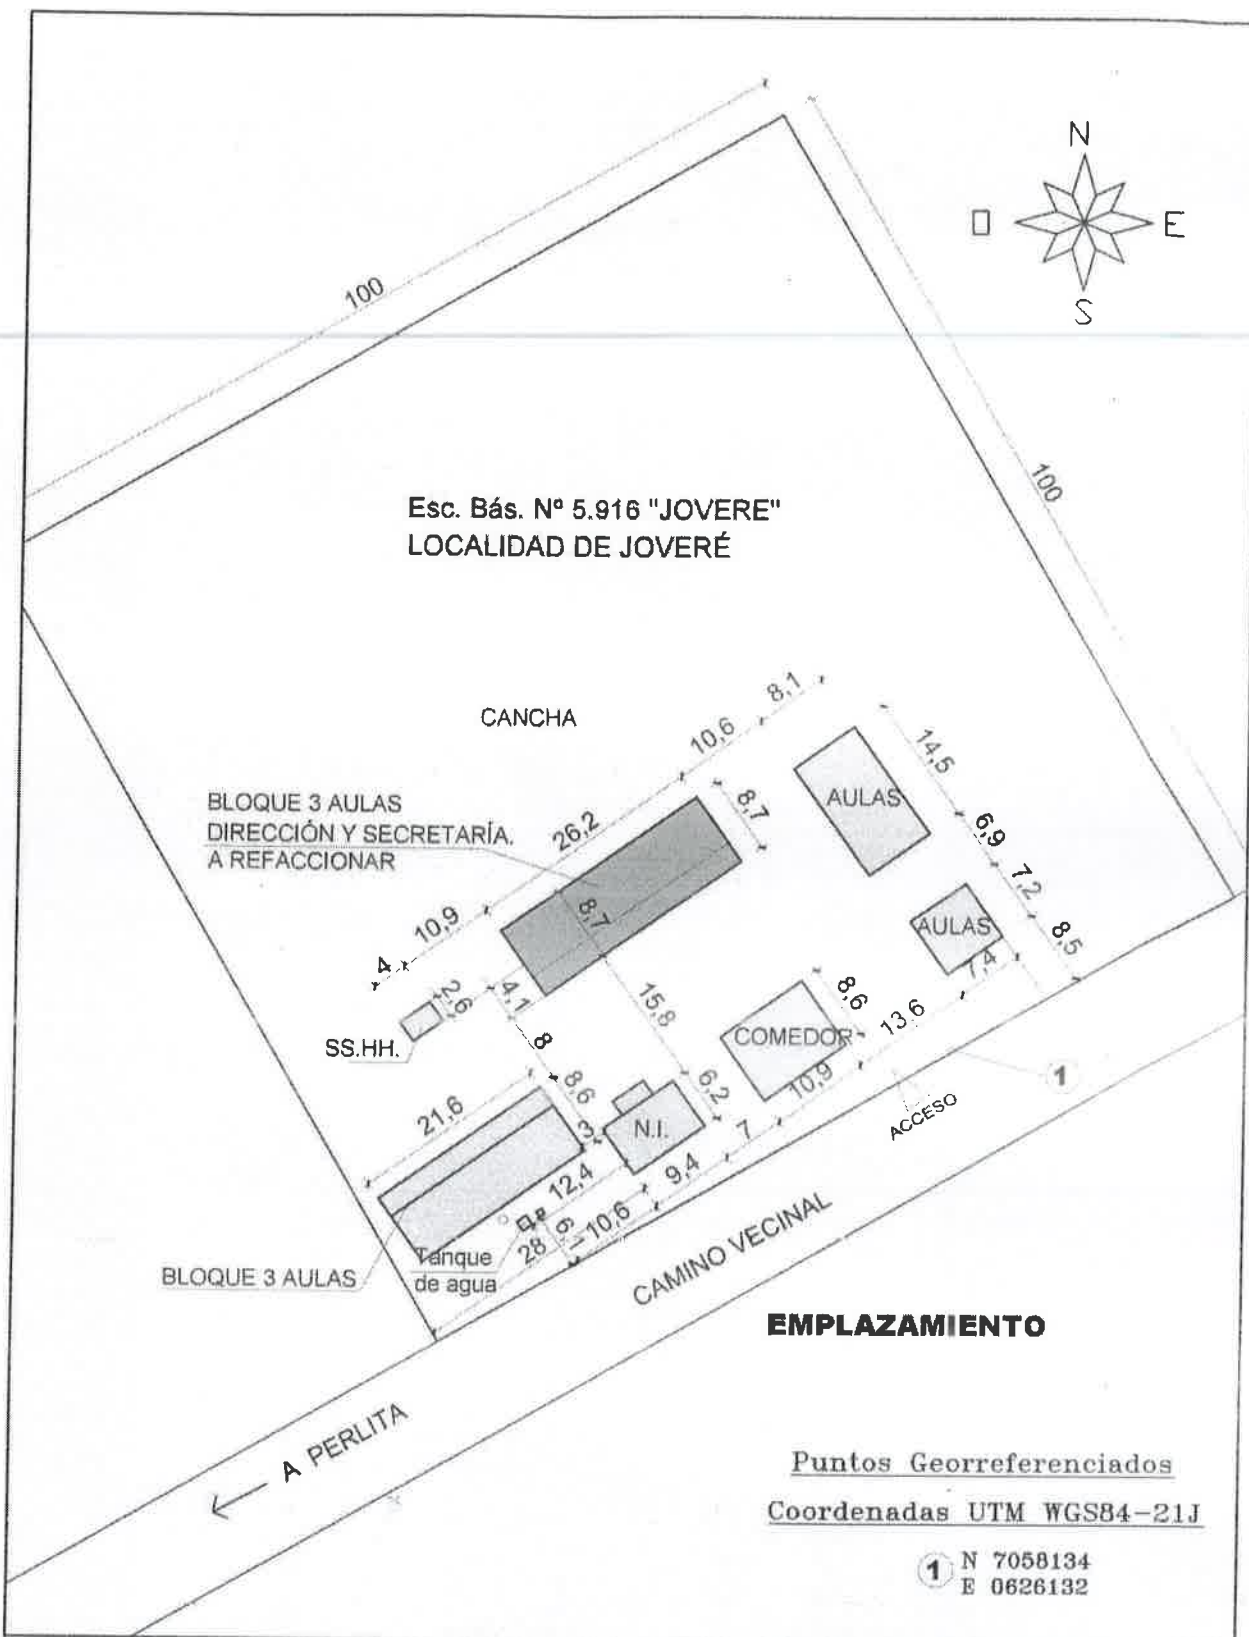 N
O
E
S
100
100
Esc. Bás. Nº 5.916 "JOVERE"
LOCALIDAD DE JOVERÉ
CANCHA
8,1
10,6
14,5
BLOQUE 3 AULAS
DIRECCIÓN Y SECRETARÍA.
A REFACCIONAR
26,2
8,7
AULAS
6,9
10,9
8,7
7,2
4
AULAS
8,5
2,6
4,1
15,8
8,6
7,4
SS.HH.
8
COMEDOR
13,6
8,6
6,2
10,9
1
21,6
3
N.I.
7
ACCESO
12,4
9,4
6,1
10,6
28
Tanque
de agua
BLOQUE 3 AULAS
CAMINO VECINAL
EMPLAZAMIENTO
A PERLITA
Puntos Georreferenciados
Coordenadas UTM WGS84-21J
1 N 7058134
E 0626132